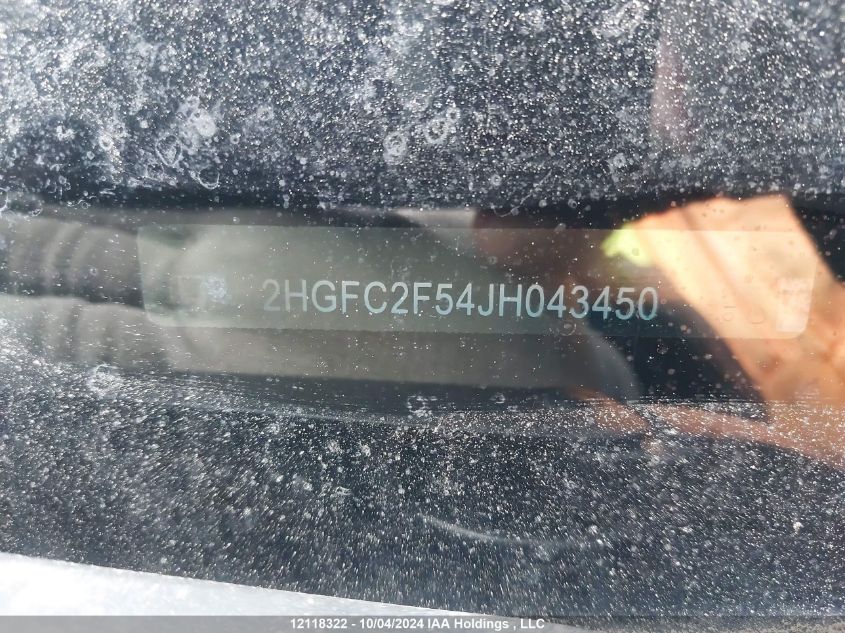 2HGFC2F54JH043450
12118322 - 10/04/2024 IAA Holdings , LLC